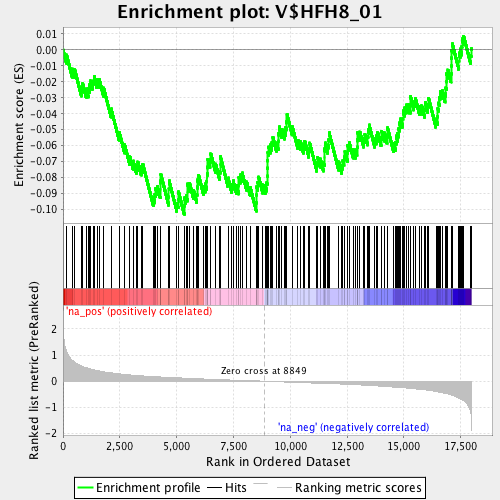 Enrichment plot: V$HFH8_01
Enrichment score (ES)
0.01
0.00
-0.01
-0.02
-0.03
-0.04
-0.05
-0.06
-0.07
-0.08
-0.09
-0.10
'na_pos' (positively correlated)
Ranked list metric (PreRanked)
2
1
0
-1
-2
Zero cross at 8849
'na_neg' (negatively correlated)
0
2,500
5,000
7,500
10,000
12,500
15,000
17,500
Rank in Ordered Dataset
Enrichment profile
Hits
Ranking metric scores